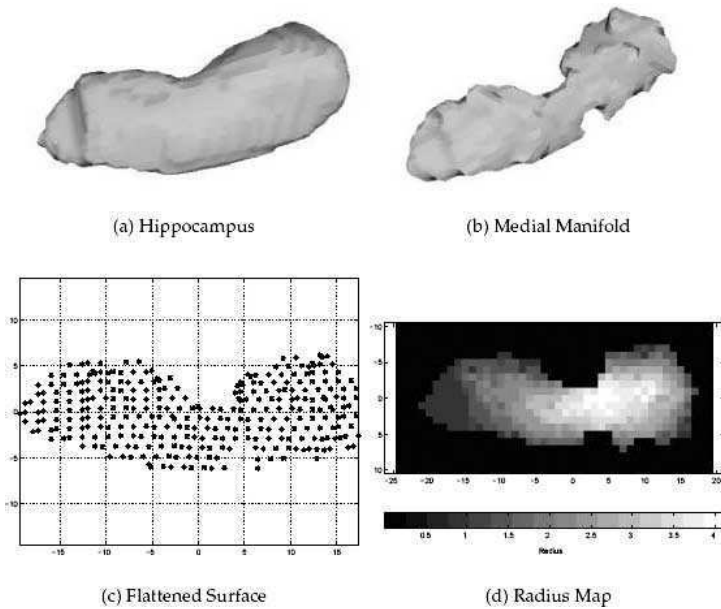 (a) Hippocampus
(b) Medial Manifold
10
5
0
-5
-10
-15 -10 -5 0 5 10 15
(c) Flattened Surface
-10
-5
0
5
10
-25 -20 -15 -10 -5 0 5 10 15 20
0.5 1 1.5 2 2.5 3 3.5 4
Radius
(d) Radius Map